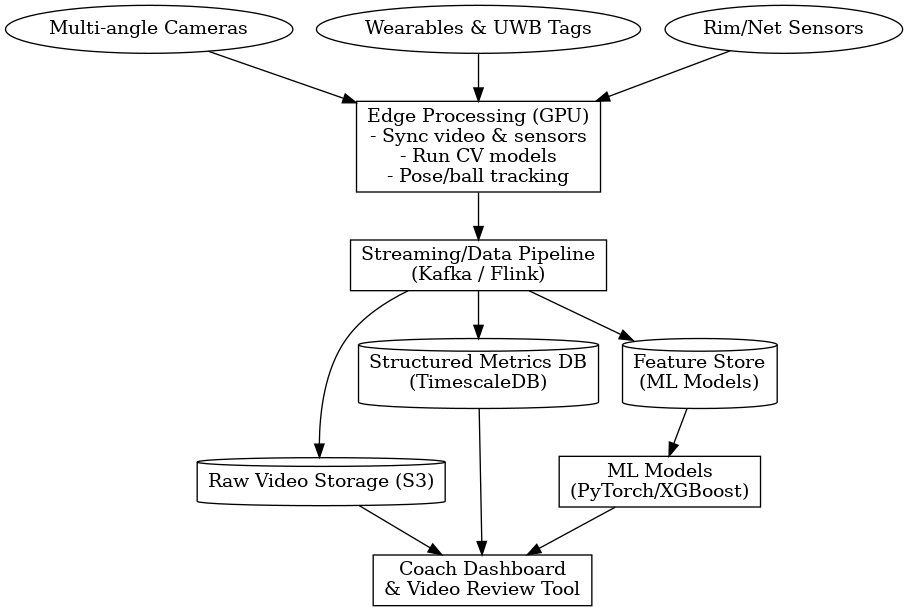 Multi-angle Cameras
Wearables & UWB Tags
Rim/Net Sensors
Edge Processing (GPU)
- Sync video & sensors
- Run CV models
- Pose/ball tracking
Streaming/Data Pipeline
(Kafka / Flink)
Structured Metrics DB
(TimescaleDB)
Feature Store
(ML Models)
Raw Video Storage (S3)
ML Models
(PyTorch/XGBoost)
Coach Dashboard
& Video Review Tool